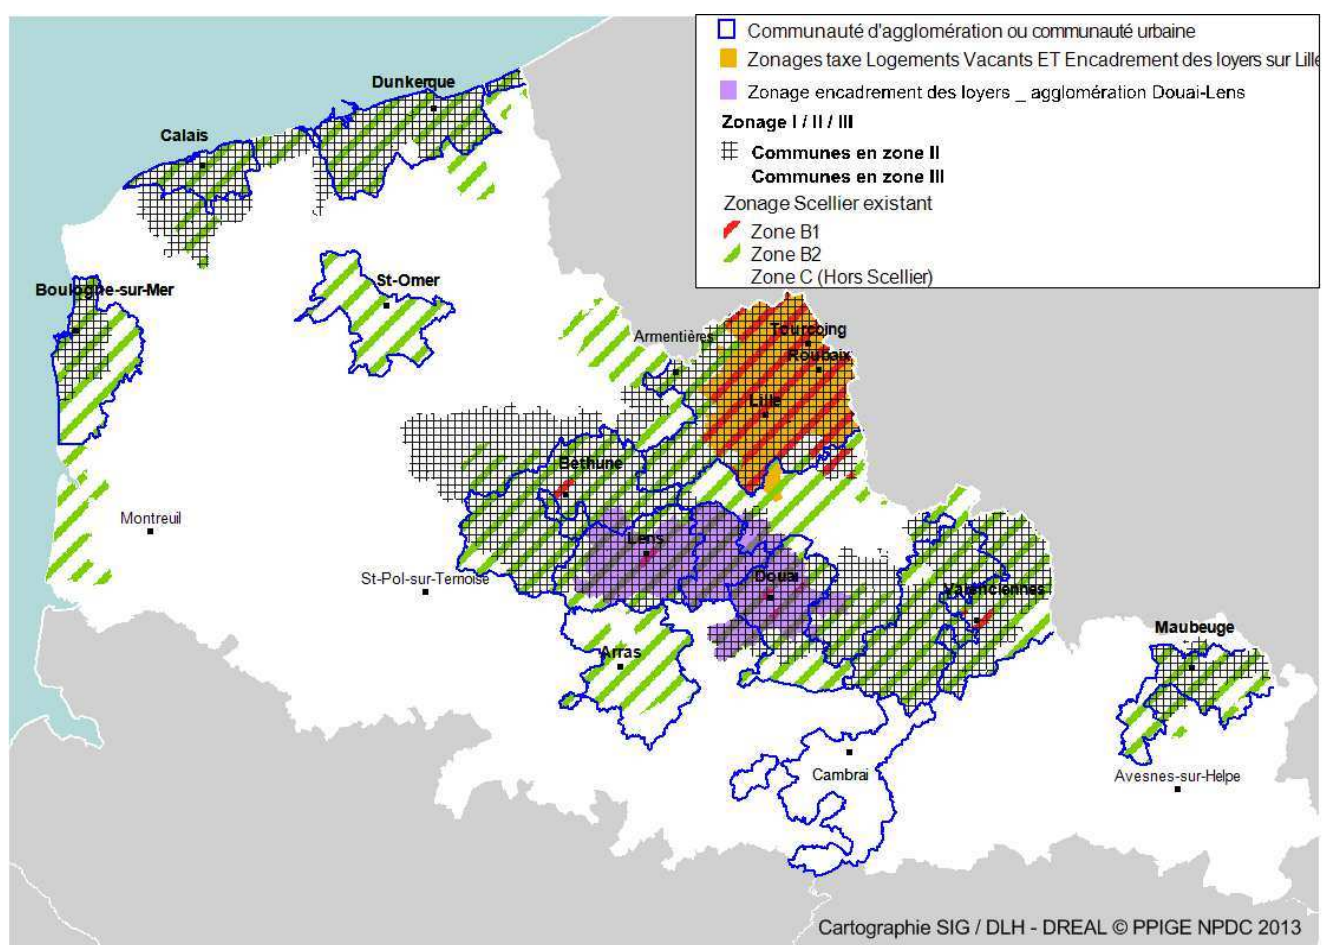 Communauté d'agglomération ou communauté urbaine
Zonages taxe Logements Vacants ET Encadrement des loyers sur Lille
Zonage encadrement des loyers _ agglomération Douai-Lens
Zonage I / II / III
Communes en zone II
Communes en zone III
Zonage Scellier existant
Zone B1
Zone B2
Zone C (Hors Scellier)
Dunkerque
Calais
St-Omer
Boulogne-sur-Mer
Armentières
Tourcoing
Roubaix
Lille
Béthune
Montreuil
Lens
St-Pol-sur-Ternoise
Douai
Valenciennes
Maubeuge
Arras
Cambrai
Avesnes-sur-Helpe
Cartographie SIG / DLH - DREAL © PPIGE NPDC 2013